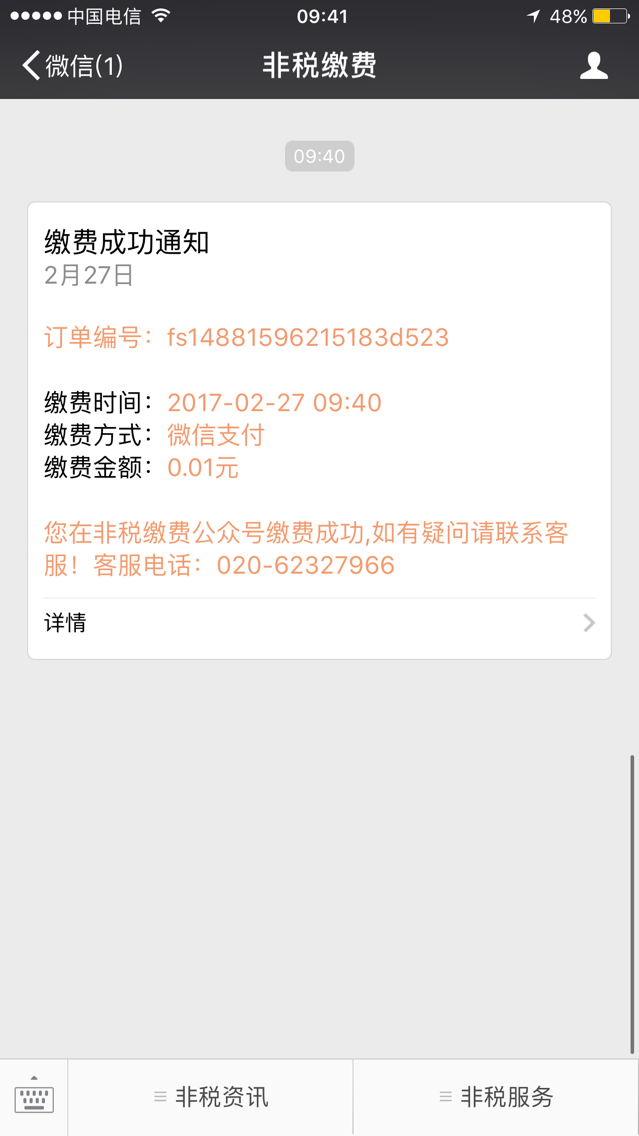 中国电信 09:41 48%
微信(1) 非税缴费
09:40
缴费成功通知
2月27日
订单编号：fs14881596215183d523
缴费时间：2017-02-27 09:40
缴费方式：微信支付
缴费金额：0.01元
您在非税缴费公众号缴费成功,如有疑问请联系客
服！客服电话：020-62327966
详情
非税资讯 非税服务